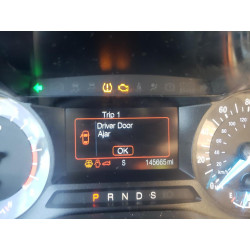 Trip 1
Driver Door
Ajar
OK
S 145665mi
P R N D S